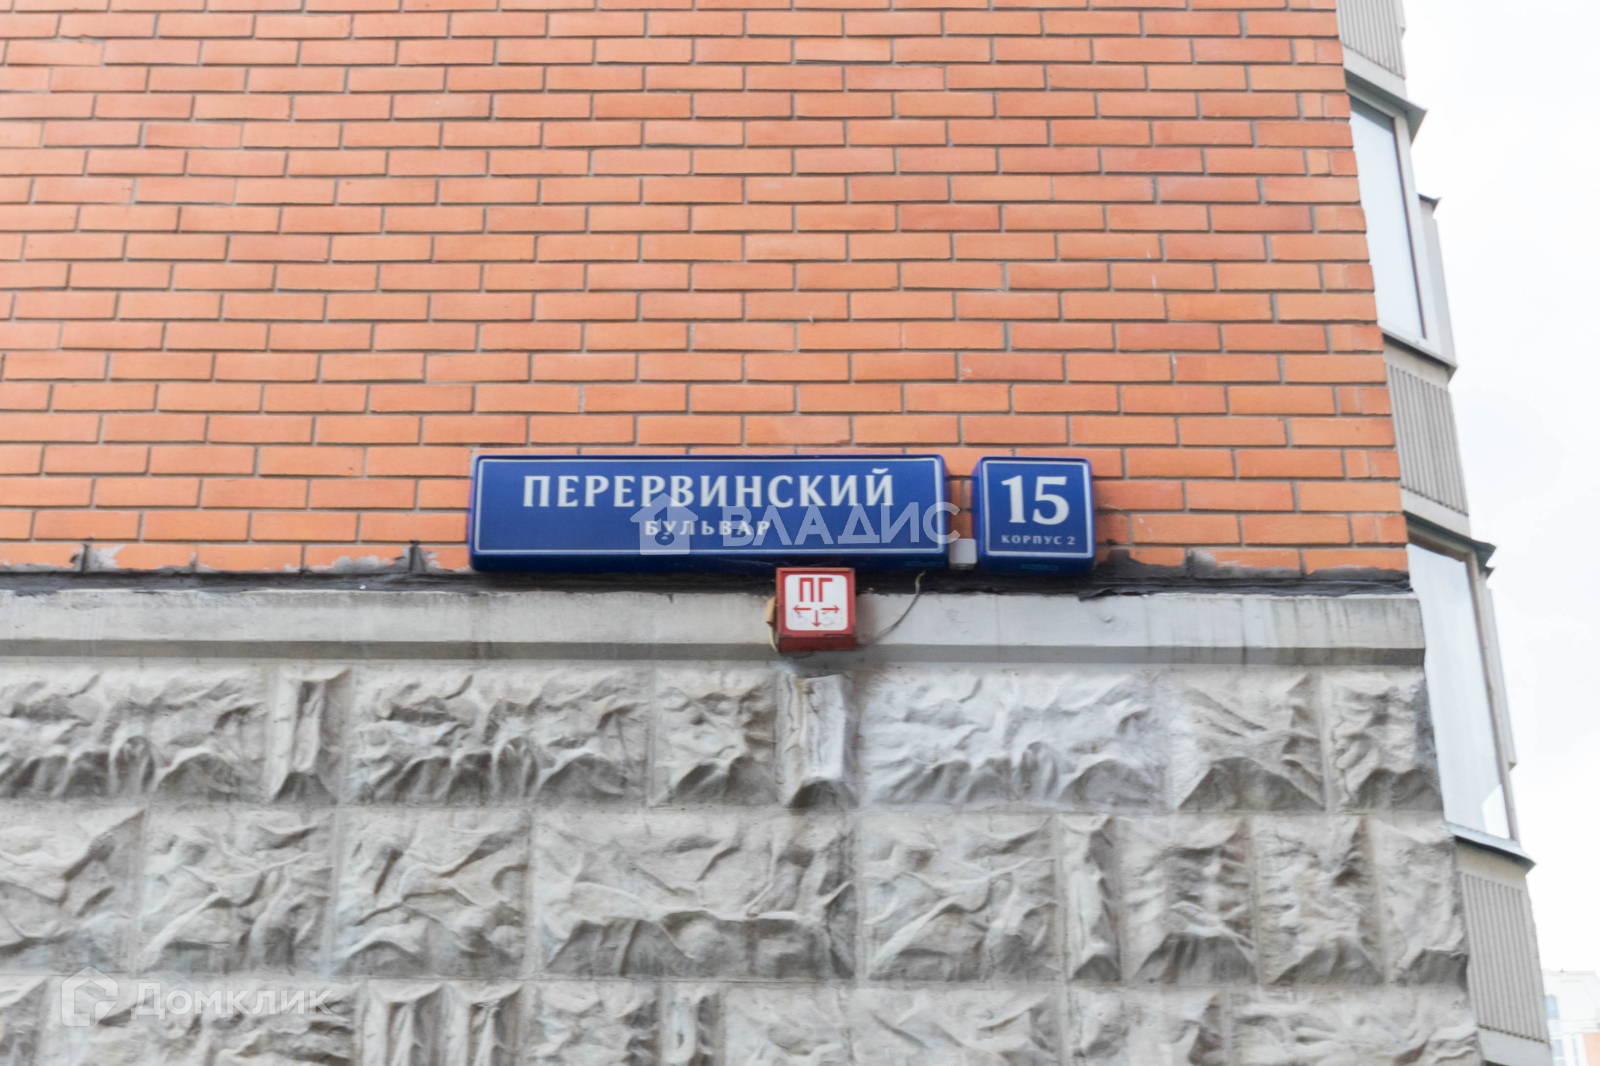 ПЕРЕРВИНСКИЙ
БУЛЬВАР
15
КОРПУС 2
ВЛАДИС
ПГ
Домклик